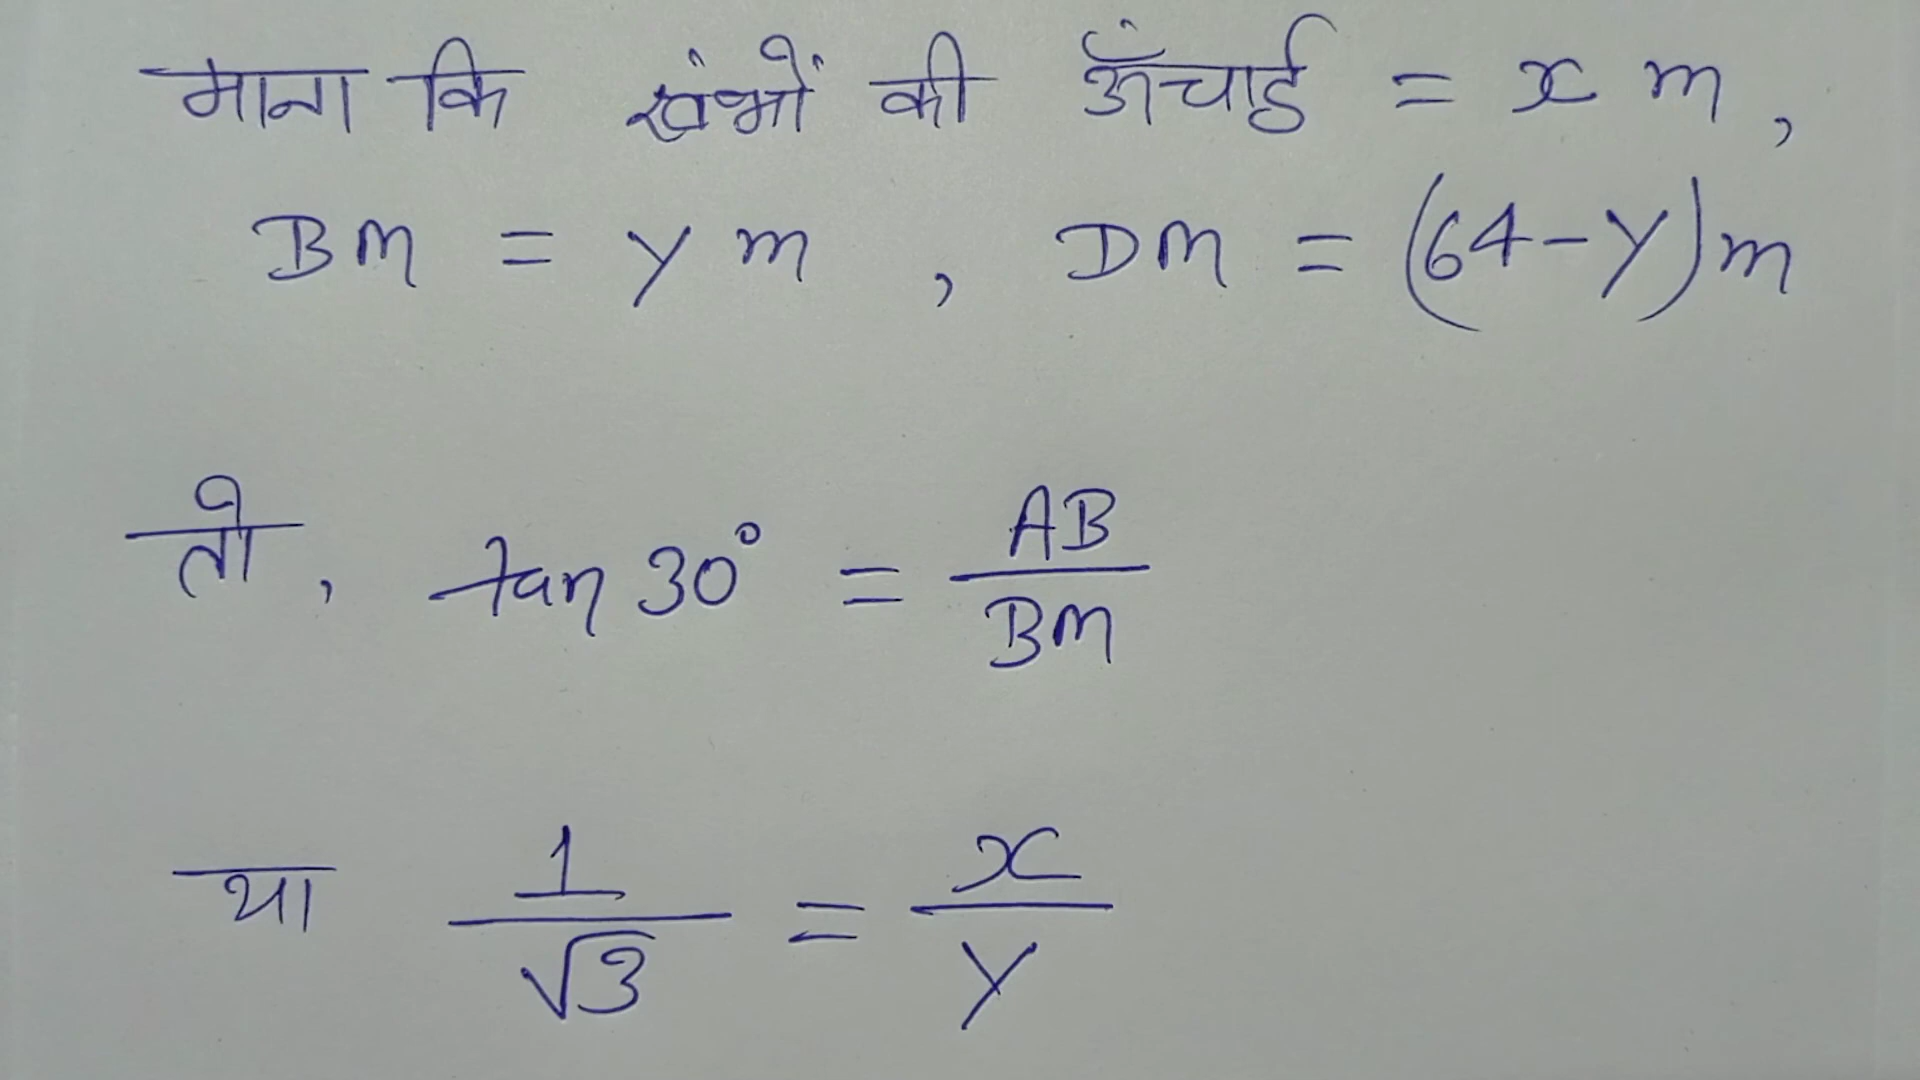 माना कि खंभों की ऊँचाई = x m,
BM = y m, DM = (64-y)m
तो, tan 30° = AB/BM
या 1/√3 = x/y